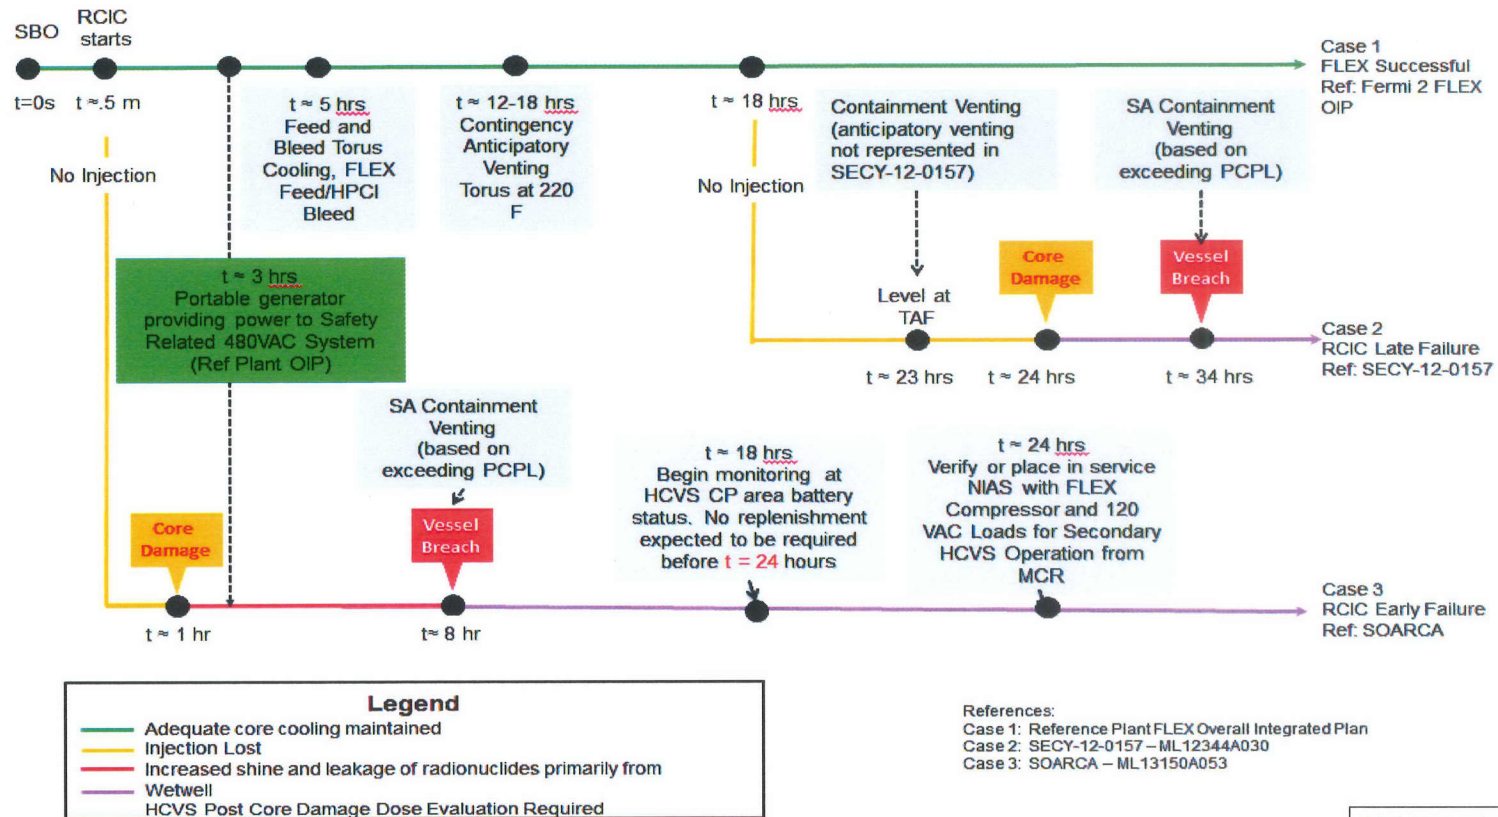 SBO
RCIC
starts
t=0s
t ≈.5 m
No Injection
t ≈ 5 hrs
Feed and
Bleed Torus
Cooling, FLEX
Feed/HPCI
Bleed
t ≈ 12-18 hrs
Contingency
Anticipatory
Venting
Torus at 220
F
t ≈ 18 hrs
No Injection
Containment Venting
(anticipatory venting
not represented in
SECY-12-0157)
SA Containment
Venting
(based on
exceeding PCPL)
Case 1
FLEX Successful
Ref: Fermi 2 FLEX
OIP
t ≈ 3 hrs
Portable generator
providing power to Safety
Related 480VAC System
(Ref Plant OIP)
Level at
TAF
Core
Damage
Vessel
Breach
t ≈ 23 hrs
t ≈ 24 hrs
t ≈ 34 hrs
Case 2
RCIC Late Failure
Ref: SECY-12-0157
SA Containment
Venting
(based on
exceeding PCPL)
Core
Damage
Vessel
Breach
t ≈ 18 hrs
Begin monitoring at
HCVS CP area battery
status. No replenishment
expected to be required
before t = 24 hours
t ≈ 24 hrs
Verify or place in service
NIAS with FLEX
Compressor and 120
VAC Loads for Secondary
HCVS Operation from
MCR
t ≈ 1 hr
t≈ 8 hr
Case 3
RCIC Early Failure
Ref: SOARCA
Legend
Adequate core cooling maintained
Injection Lost
Increased shine and leakage of radionuclides primarily from
Wetwell
HCVS Post Core Damage Dose Evaluation Required
References:
Case 1: Reference Plant FLEX Overall Integrated Plan
Case 2: SECY-12-0157 – ML12344A030
Case 3: SOARCA – ML13150A053